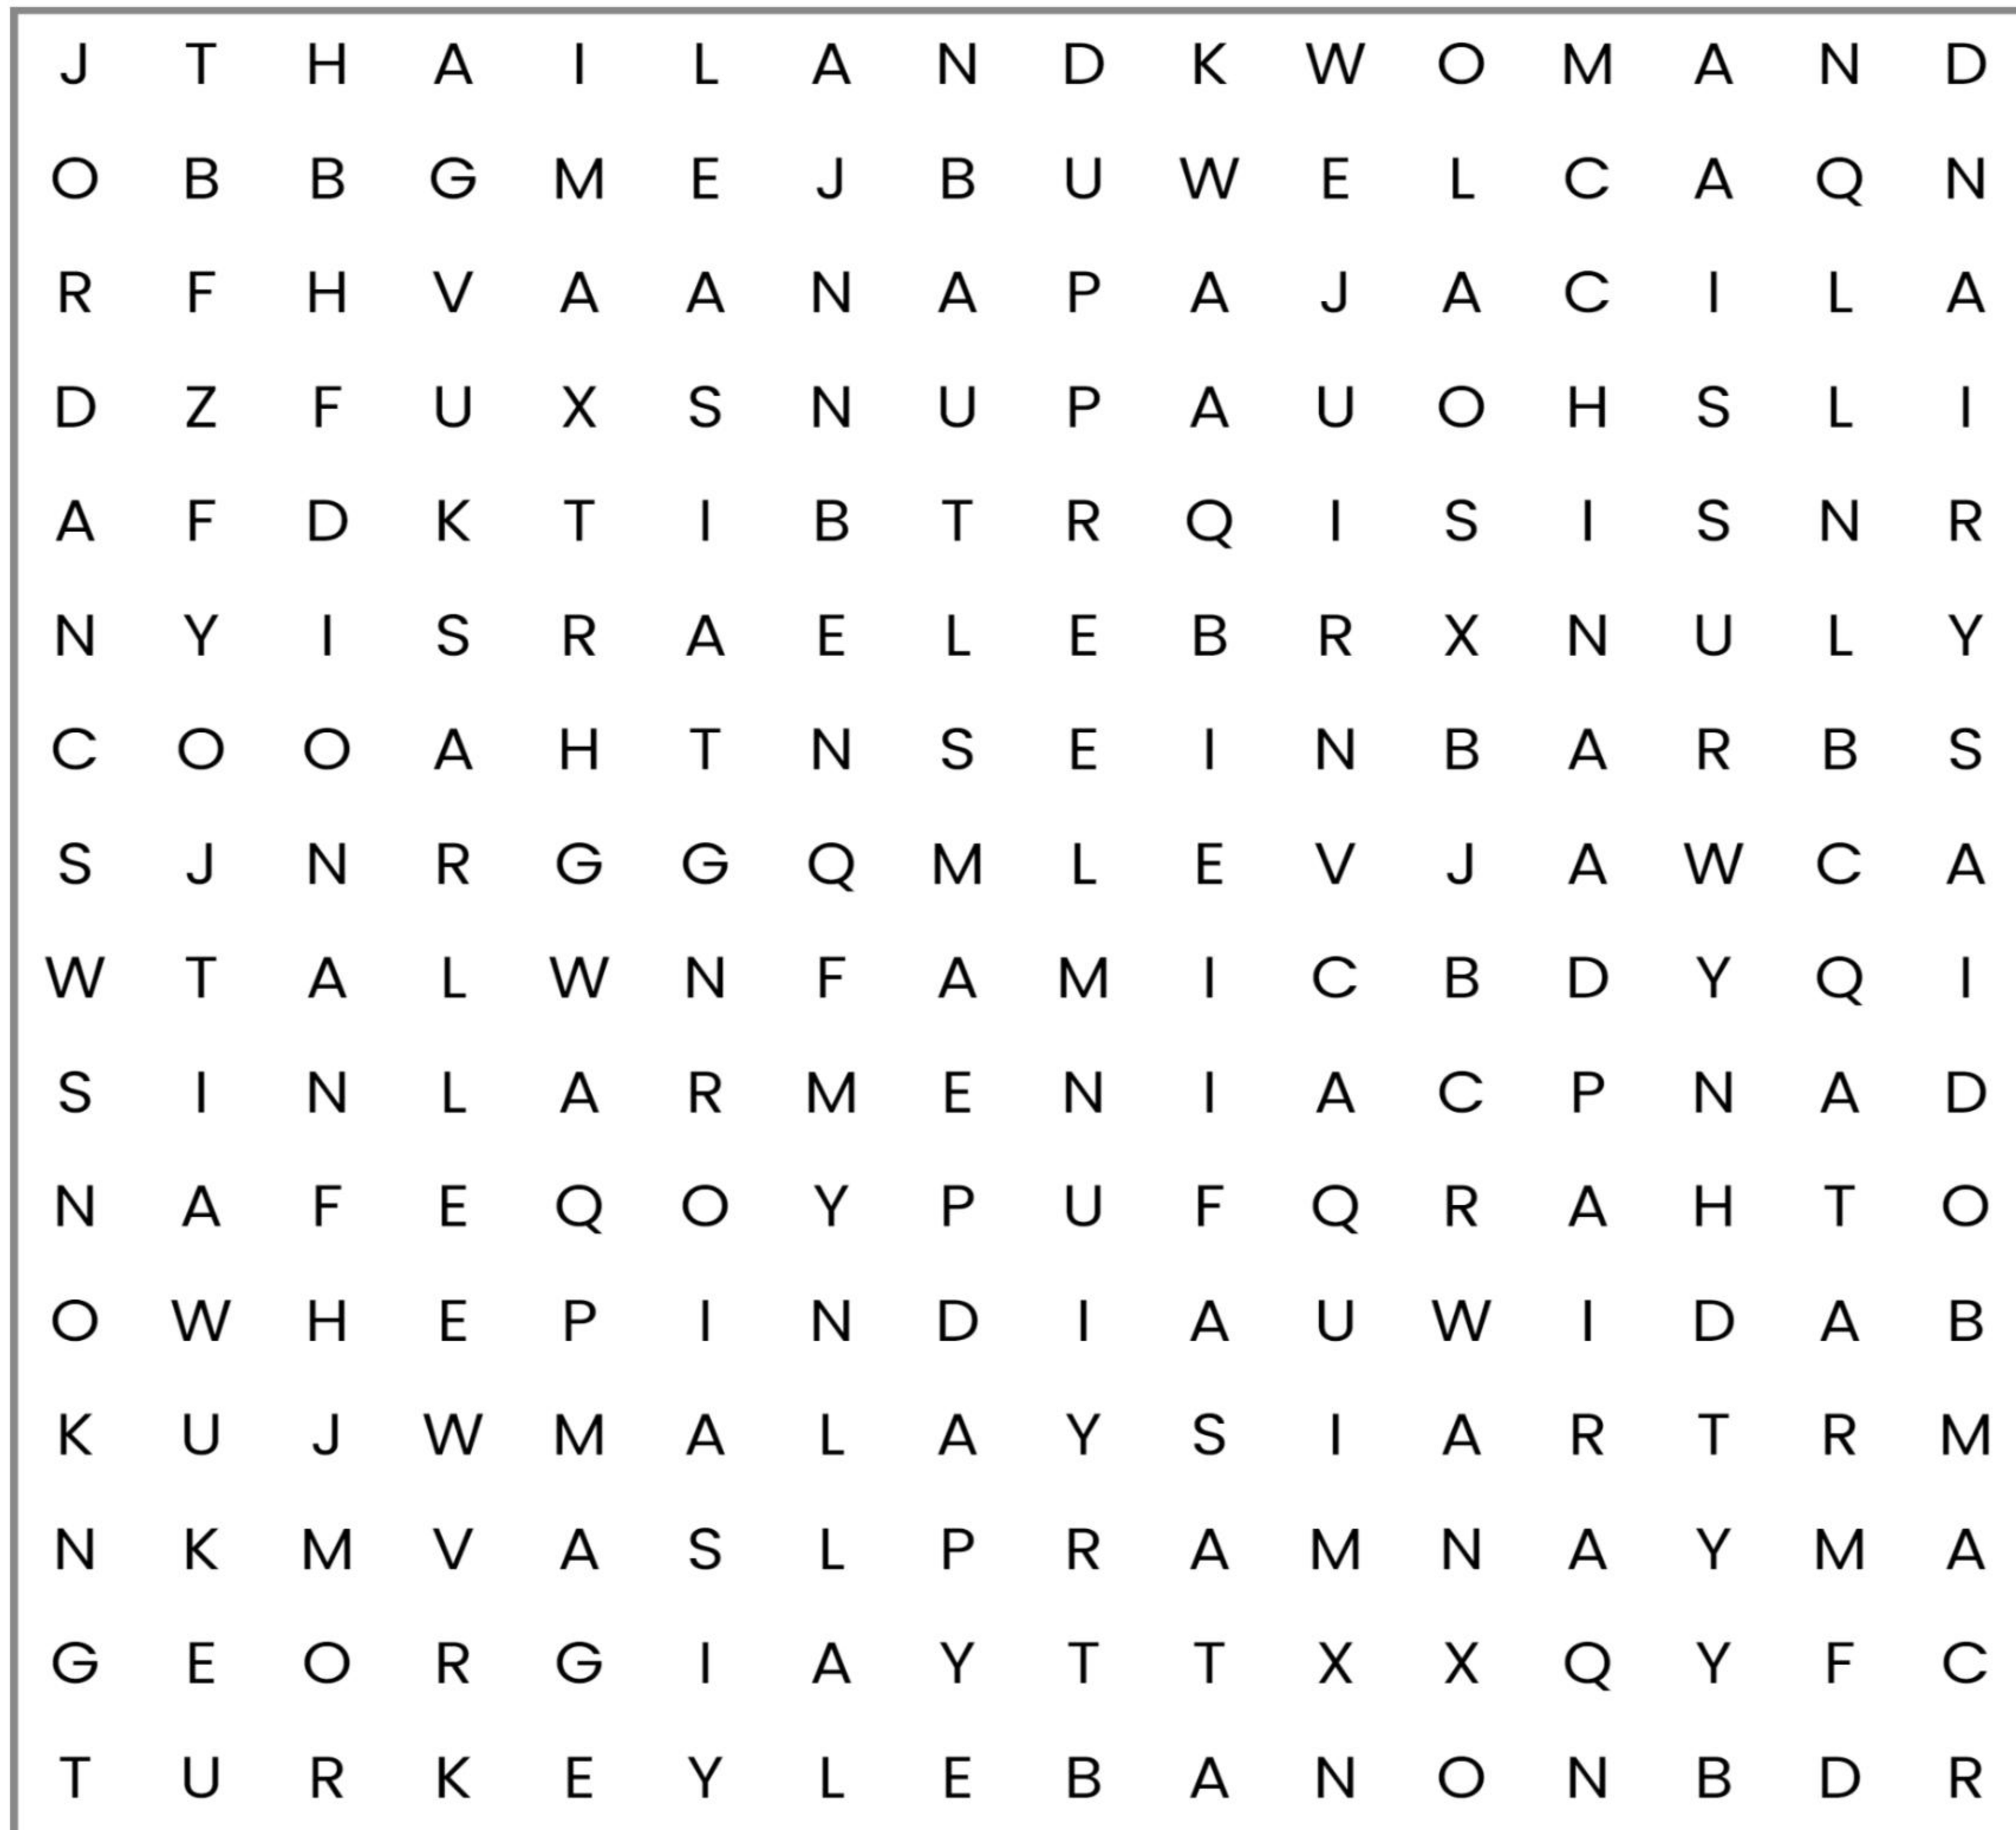 J T H A I L A N D K W O M A N D
O B B G M E J B U W E L C A Q N
R F H V A A N A P A J A C I L A
D Z F U X S N U P A U O H S L I
A F D K T I B T R Q I S I S N R
N Y I S R A E L E B R X N U L Y
C O O A H T N S E I N B A R B S
S J N R G G Q M L E V J A W C A
W T A L W N F A M I C B D Y Q I
S I N L A R M E N I A C P N A D
N A F E Q O Y P U F Q R A H T O
O W H E P I N D I A U W I D A B
K U J W M A L A Y S I A R T R M
N K M V A S L P R A M N A Y M A
G E O R G I A Y T T X X Q Y F C
T U R K E Y L E B A N O N B D R